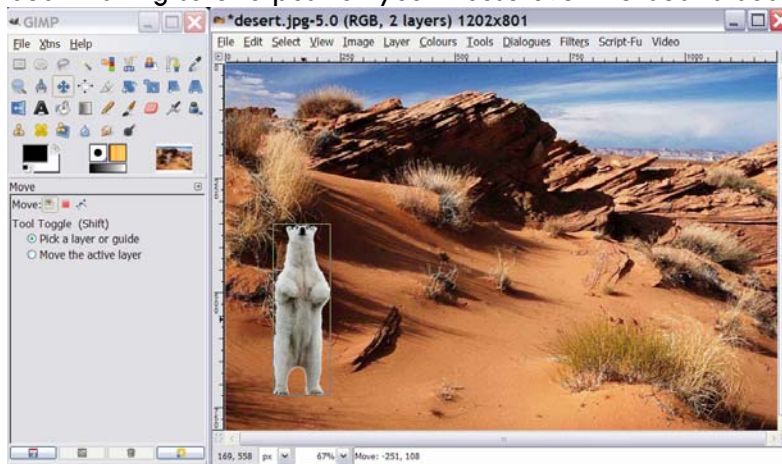 GIMP
File Xtns Help
Move
Move:
Tool Toggle (Shift)
Pick a layer or guide
Move the active layer
*desert.jpg-5.0 (RGB, 2 layers) 1202x801
File Edit Select View Image Layer Colours Tools Dialogues Filters Script-Fu Video
0 250 500 750 1000
169, 558 px 67% Move: -251, 108